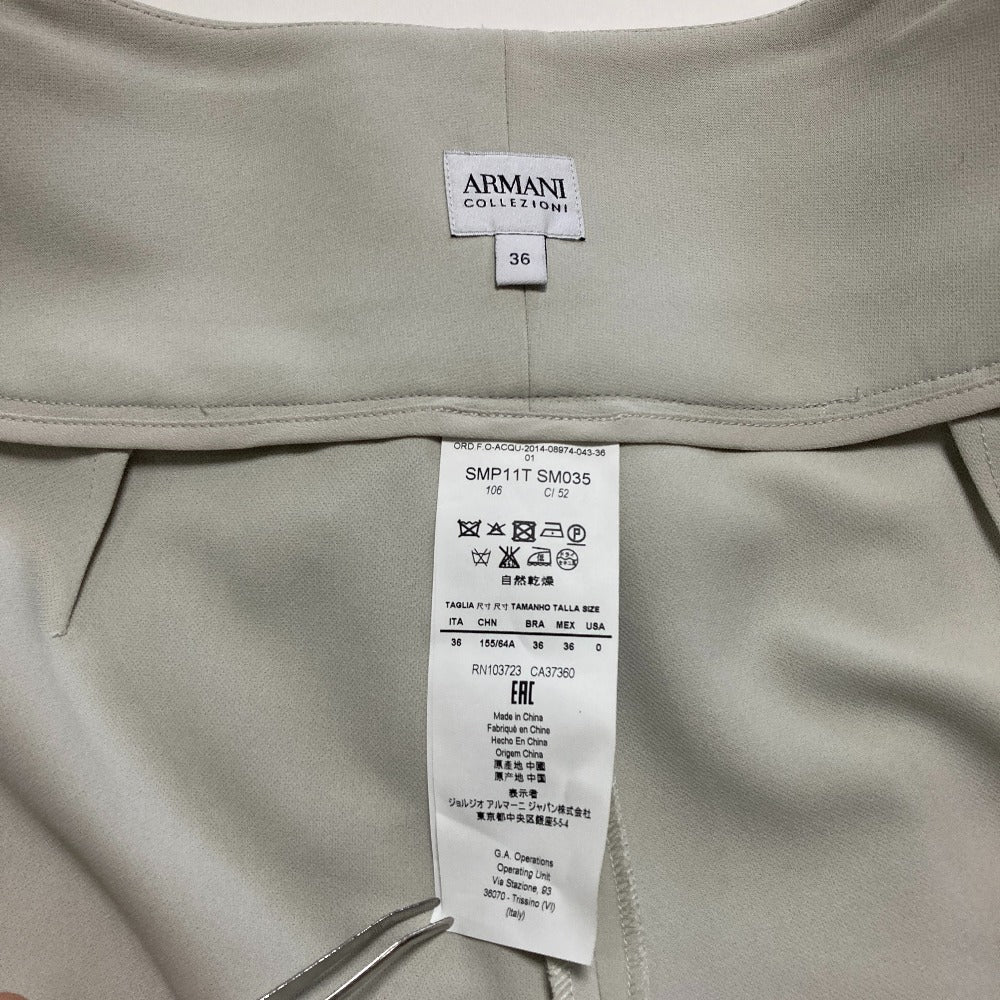 ARMANI
COLLEZIONI
36
ORD F.O-ACQU-2014-08974-043-36
01
SMP11T SM035
106 CI 52
自然乾燥
TAGLIA 尺寸 尺寸 TAMANHO TALLA SIZE
ITA CHN BRA MEX USA
36 155/64A 36 36 0
RN103723 CA37360
EAC
Made in China
Fabriqué en Chine
Hecho En China
Origem China
原產地 中國
原产地 中国
表示者
ジョルジオ アルマーニ ジャパン株式会社
東京都中央区銀座5-5-4
G.A. Operations
Operating Unit
Via Stazione, 93
36070 - Trissino (VI)
(Italy)